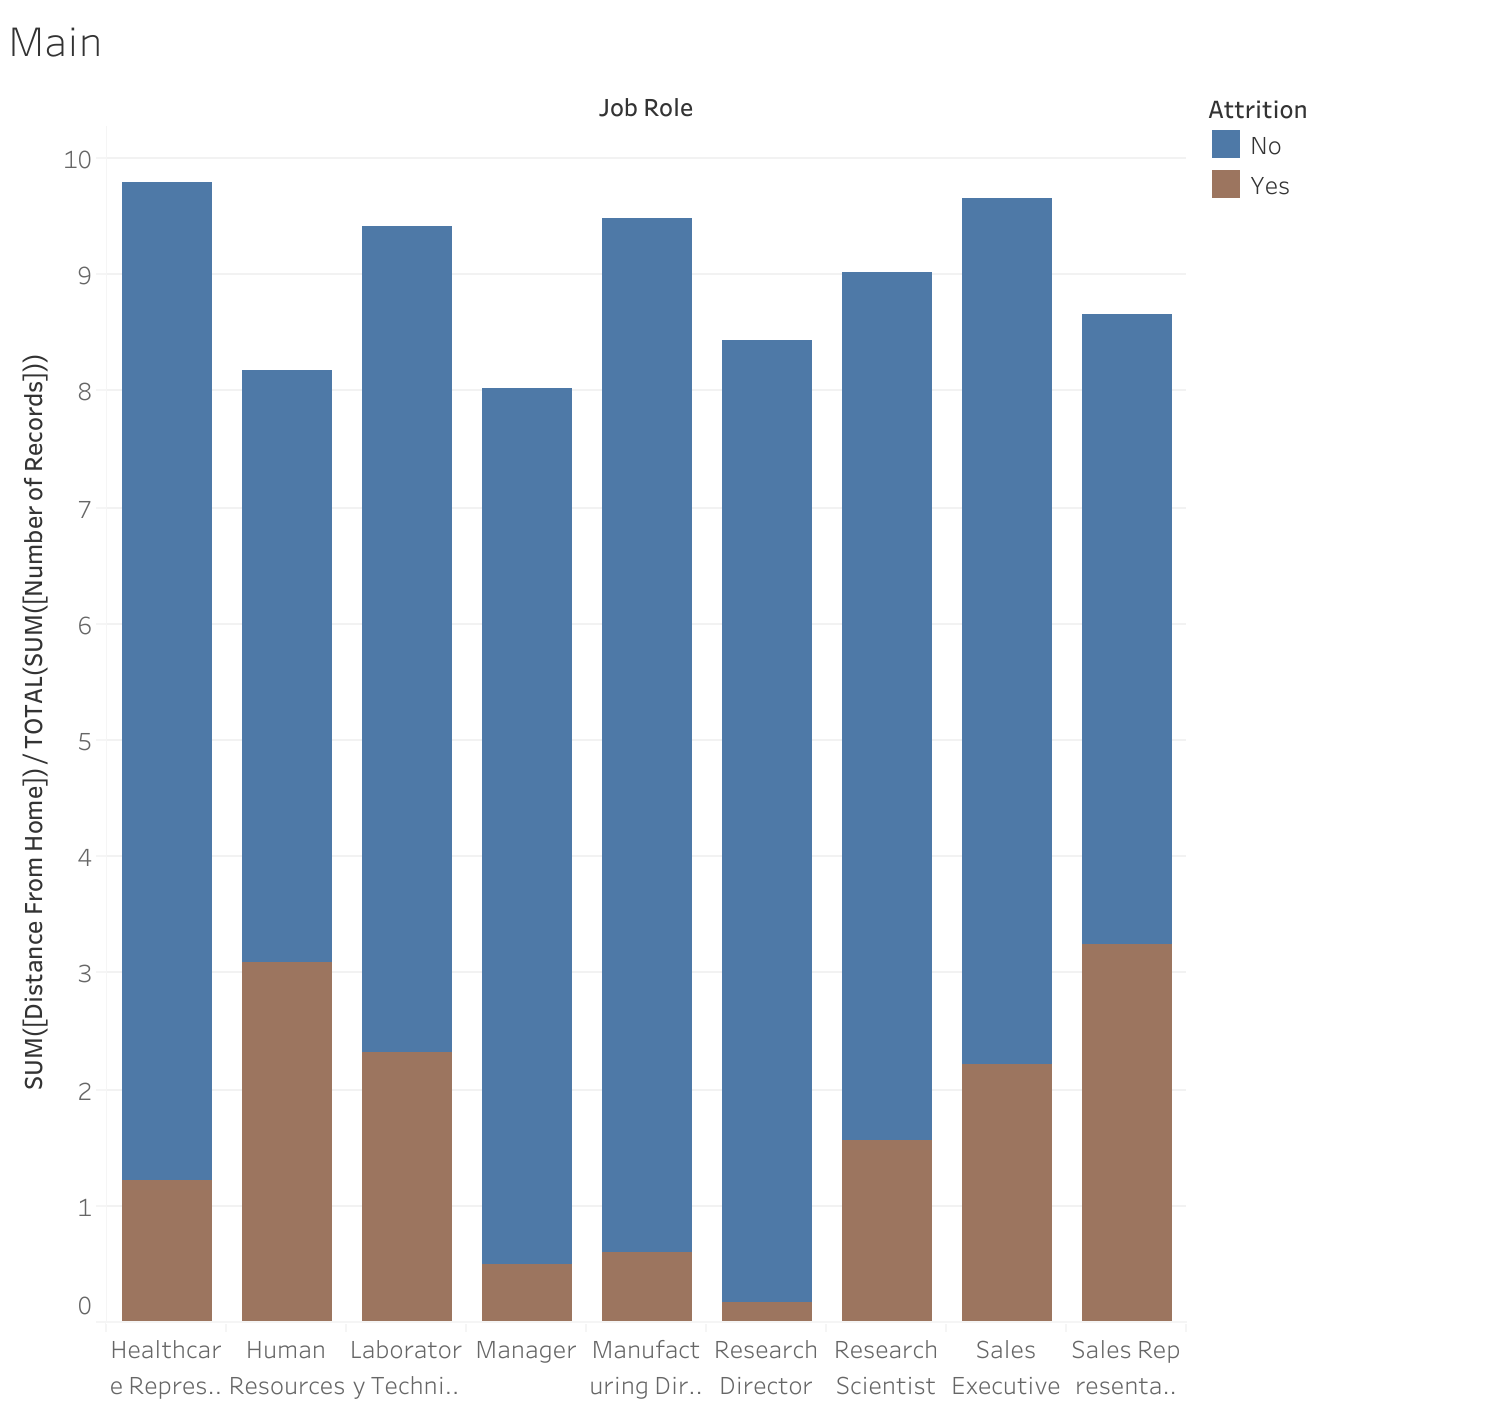 Main
Job Role
Attrition
No
Yes
SUM([Distance From Home]) / TOTAL(SUM([Number of Records]))
10
9
8
7
6
5
4
3
2
1
0
Healthcar
e Repres..
Human
Resources
Laborator
y Techni..
Manager
Manufact
uring Dir..
Research
Director
Research
Scientist
Sales
Executive
Sales Rep
resenta..